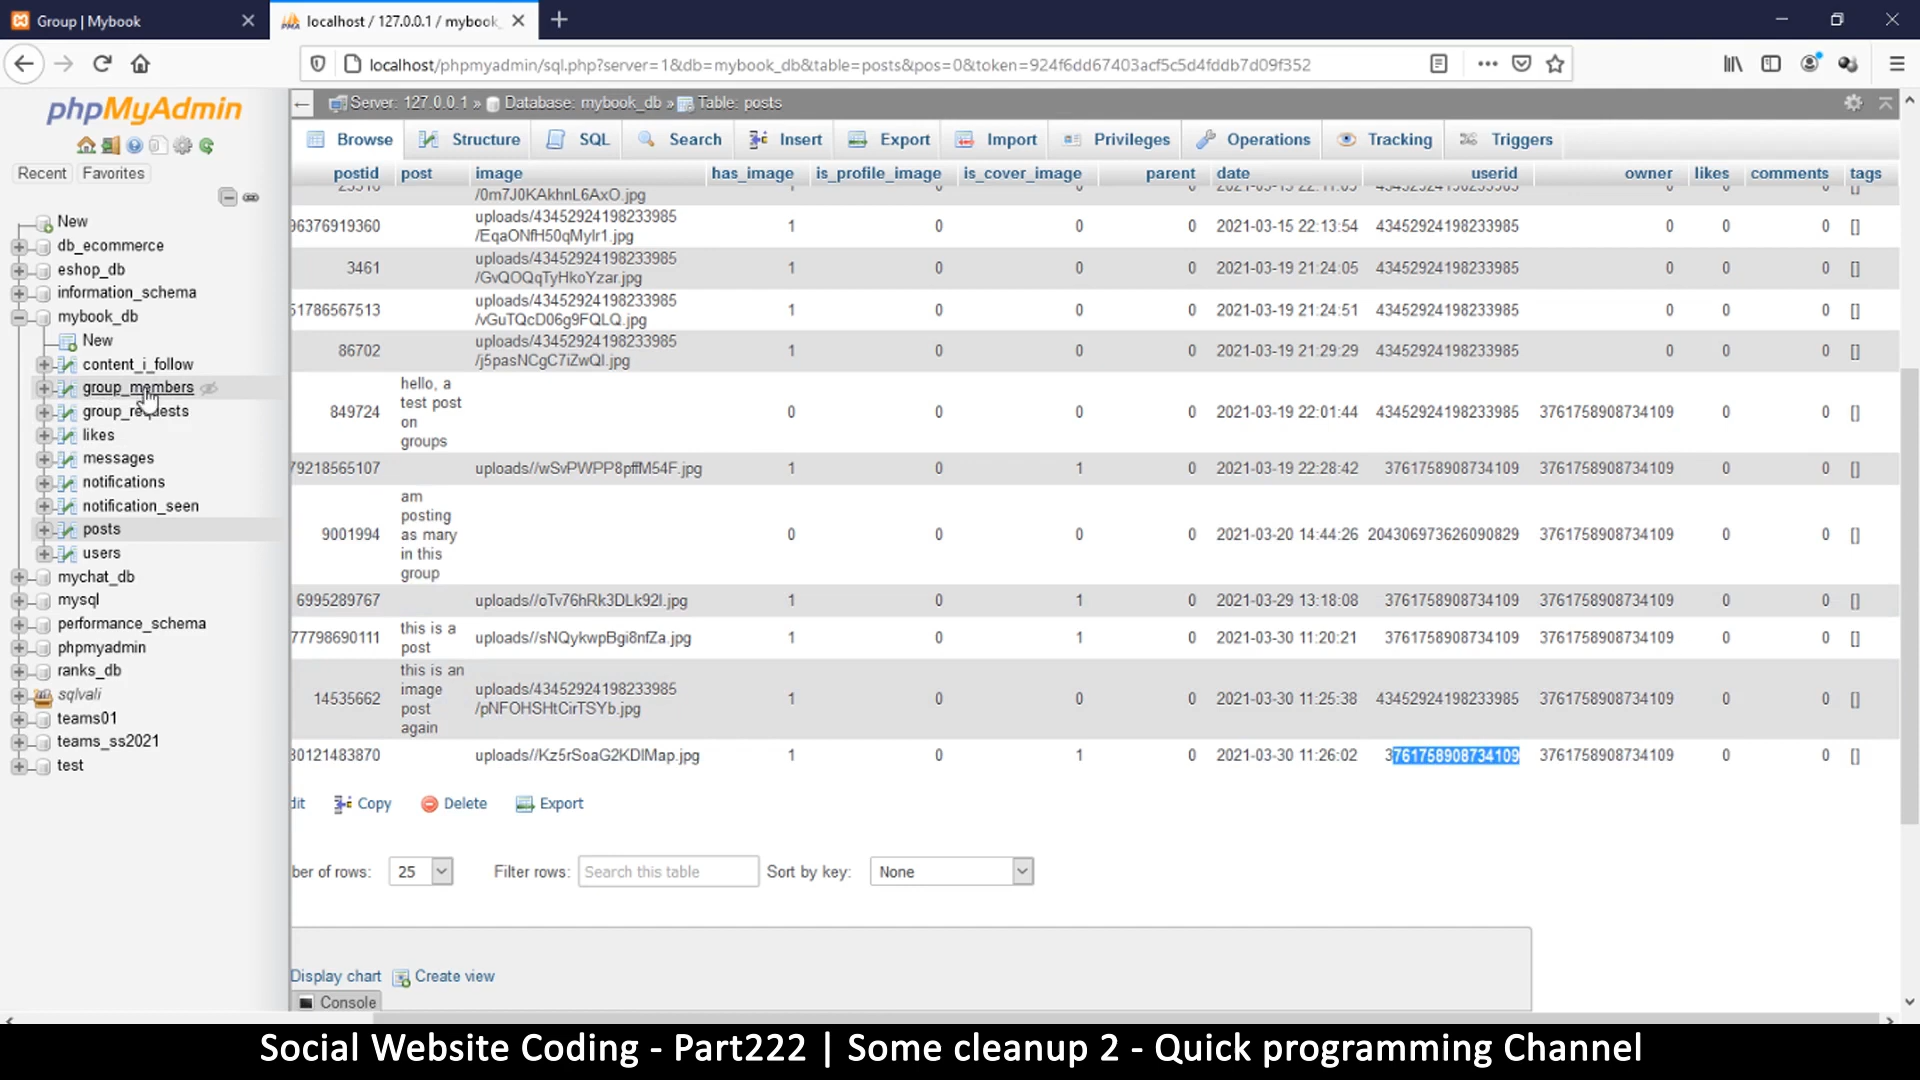 Group | Mybook
localhost / 127.0.0.1 / mybook_
localhost/phpmyadmin/sql.php?server=1&db=mybook_db&table=posts&pos=0&token=924f6dd67403acf5c5d4fddb7d09f352
phpMyAdmin
Recent Favorites
New
db_ecommerce
eshop_db
information_schema
mybook_db
New
content_i_follow
group_members
group_requests
likes
messages
notifications
notification_seen
posts
users
mychat_db
mysql
performance_schema
phpmyadmin
ranks_db
sqlvali
teams01
teams_ss2021
test
Server: 127.0.0.1 » Database: mybook_db » Table: posts
Browse Structure SQL Search Insert Export Import Privileges Operations Tracking Triggers
postid post image has_image is_profile_image is_cover_image parent date userid owner likes comments tags
/0m7J0KAkhnL6AxO.jpg
96376919360 uploads/43452924198233985 /EqaONfH50qMyIr1.jpg 1 0 0 0 2021-03-15 22:13:54 43452924198233985 0 0 0 []
3461 uploads/43452924198233985 /GvQOQqTyHkoYzar.jpg 1 0 0 0 2021-03-19 21:24:05 43452924198233985 0 0 0 []
51786567513 uploads/43452924198233985 /vGuTQcD06g9FQLQ.jpg 1 0 0 0 2021-03-19 21:24:51 43452924198233985 0 0 0 []
86702 uploads/43452924198233985 /j5pasNCgC7iZwQI.jpg 1 0 0 0 2021-03-19 21:29:29 43452924198233985 0 0 0 []
849724 hello, a test post on groups 0 0 0 0 2021-03-19 22:01:44 43452924198233985 3761758908734109 0 0 []
79218565107 uploads//wSvPWPP8pffM54F.jpg 1 0 1 0 2021-03-19 22:28:42 3761758908734109 3761758908734109 0 0 []
9001994 am posting as mary in this group 0 0 0 0 2021-03-20 14:44:26 204306973626090829 3761758908734109 0 0 []
6995289767 uploads//oTv76hRk3DLk92I.jpg 1 0 1 0 2021-03-29 13:18:08 3761758908734109 3761758908734109 0 0 []
77798690111 this is a post uploads//sNQykwpBgi8nfZa.jpg 1 0 1 0 2021-03-30 11:20:21 3761758908734109 3761758908734109 0 0 []
14535662 this is an image post again uploads/43452924198233985 /pNFOHSHtCirTSYb.jpg 1 0 0 0 2021-03-30 11:25:38 43452924198233985 3761758908734109 0 0 []
30121483870 uploads//Kz5rSoaG2KDIMap.jpg 1 0 1 0 2021-03-30 11:26:02 3761758908734109 3761758908734109 0 0 []
dit Copy Delete Export
ber of rows: 25 Filter rows: Search this table Sort by key: None
Display chart Create view
Console
Social Website Coding - Part222 | Some cleanup 2 - Quick programming Channel